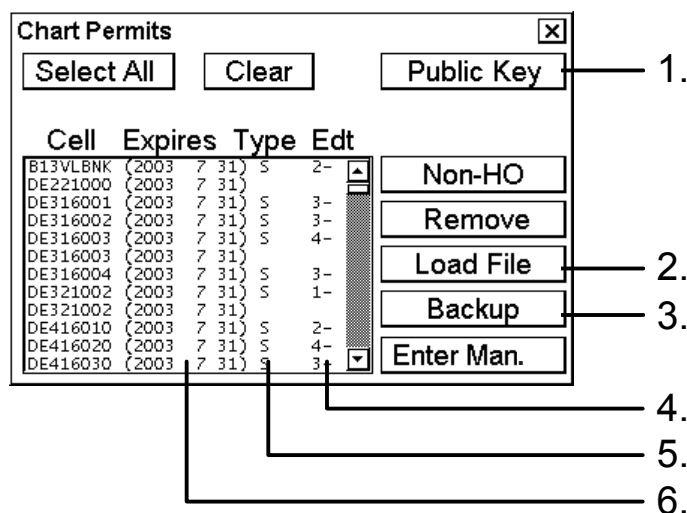 Chart Permits
Select All Clear Public Key 1.
Cell Expires Type Edt
B13VLBNK (2003 7 31) S 2-
DE221000 (2003 7 31)
DE316001 (2003 7 31) S 3-
DE316002 (2003 7 31) S 3-
DE316003 (2003 7 31) S 4-
DE316003 (2003 7 31)
DE316004 (2003 7 31) S 3-
DE321002 (2003 7 31) S 1-
DE321002 (2003 7 31)
DE416010 (2003 7 31) S 2-
DE416020 (2003 7 31) S 4-
DE416030 (2003 7 31) S 3-
Non-HO
Remove
Load File 2.
Backup 3.
Enter Man.
4.
5.
6.